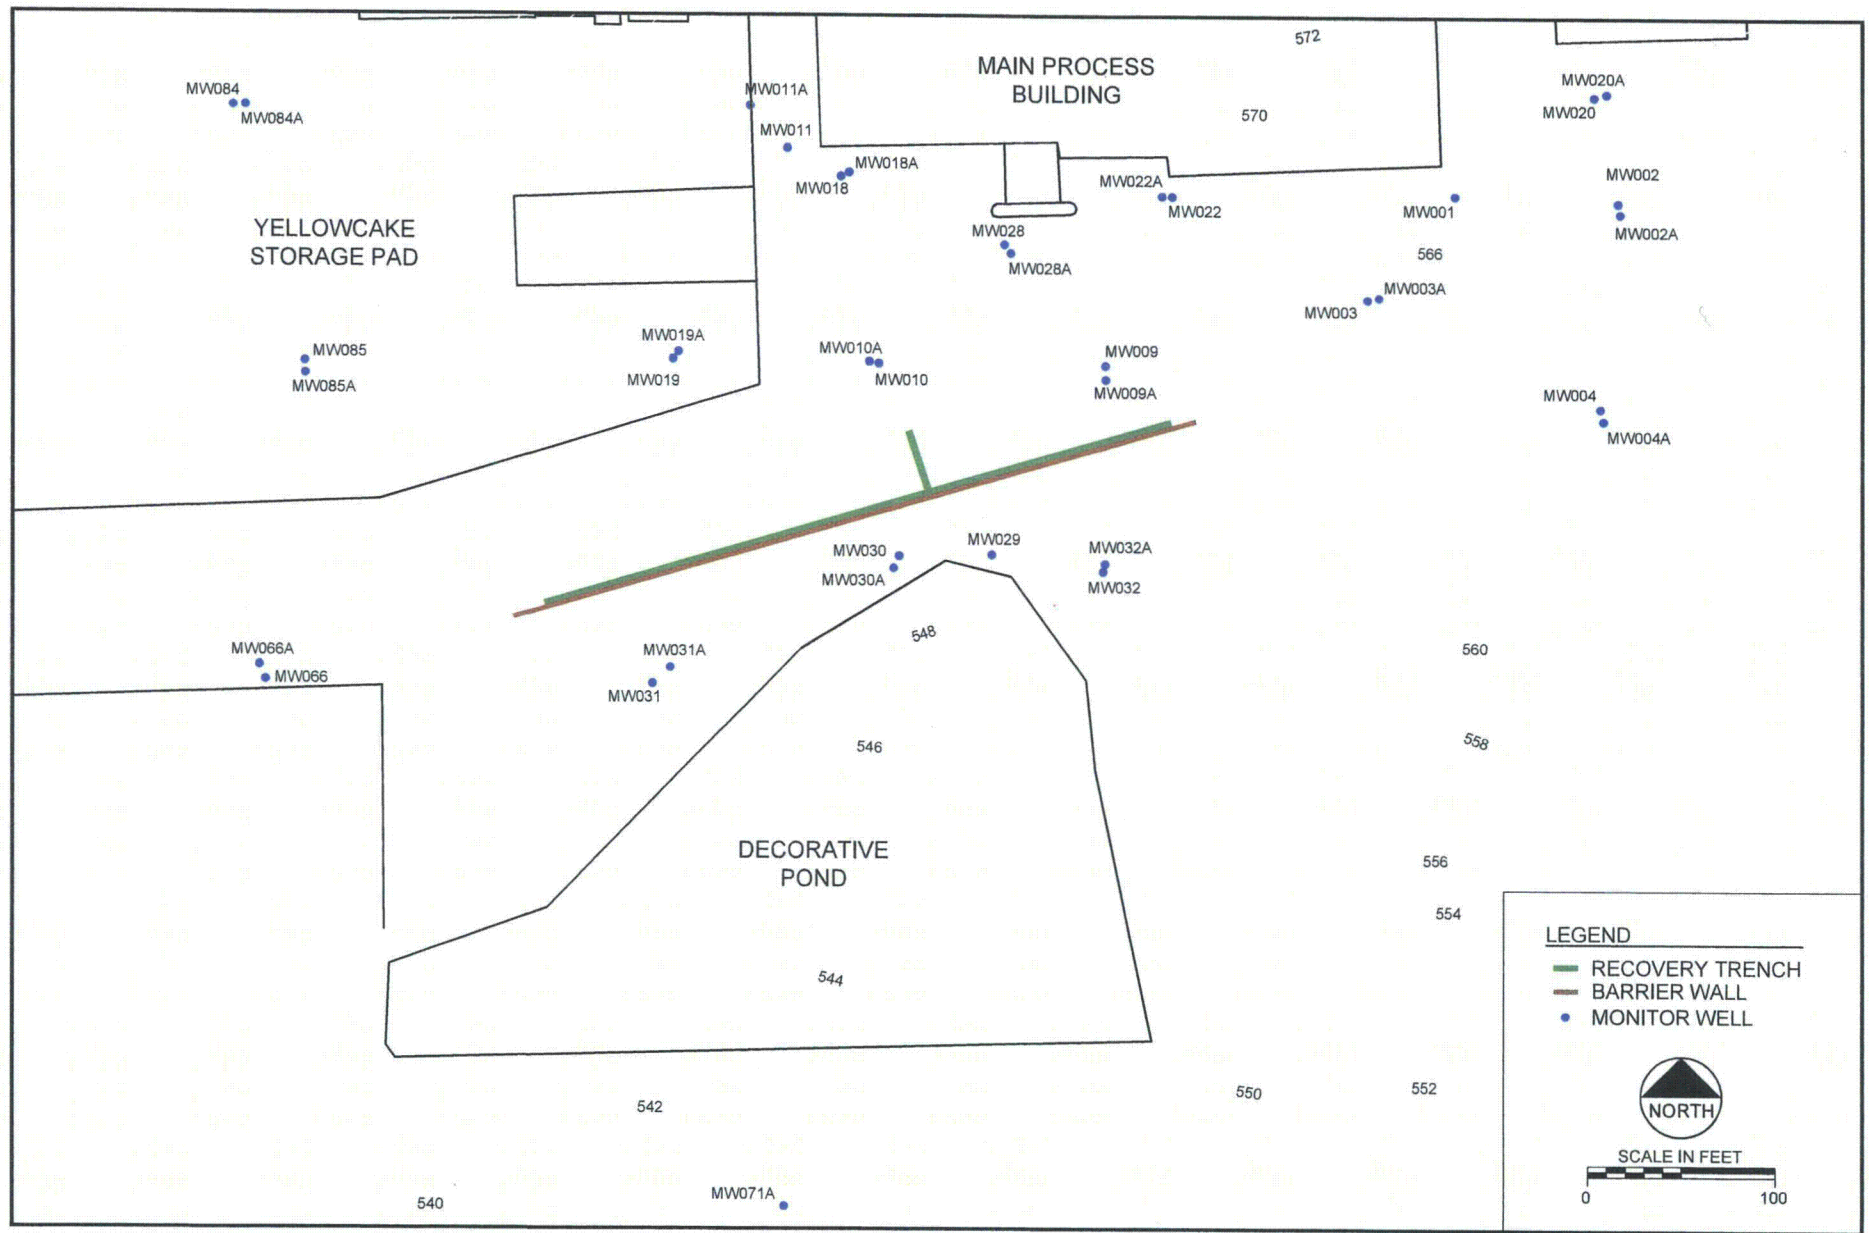 572
MAIN PROCESS
BUILDING
570
MW084
MW084A
MW011A
MW011
MW018A
MW018
MW020A
MW020
MW002
MW002A
MW022A
MW022
MW001
566
YELLOWCAKE
STORAGE PAD
MW028
MW028A
MW003A
MW003
MW085
MW085A
MW019A
MW019
MW010A
MW010
MW009
MW009A
MW004
MW004A
MW030
MW030A
MW029
MW032A
MW032
548
MW066A
MW066
MW031A
MW031
560
546
558
DECORATIVE
POND
556
554
544
542
550
552
540
MW071A
LEGEND
RECOVERY TRENCH
BARRIER WALL
MONITOR WELL
NORTH
SCALE IN FEET
0 100